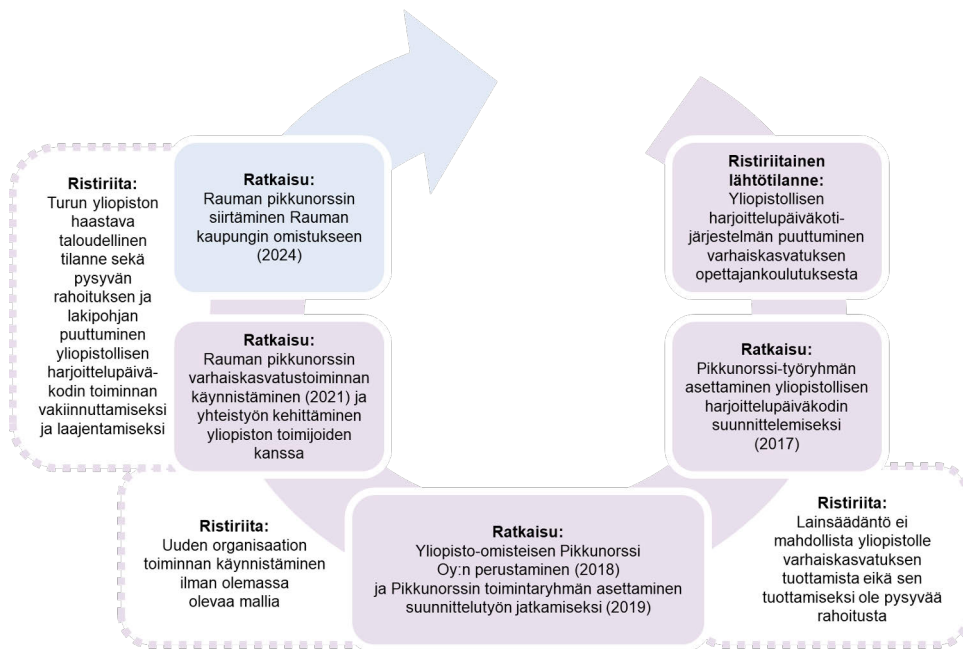 Ristiriitainen
lähtötilanne:
Yliopistollisen
harjoittelupäiväkoti-
järjestelmän puuttuminen
varhaiskasvatuksen
opettajankoulutuksesta
Ratkaisu:
Pikkunorssi-työryhmän
asettaminen yliopistollisen
harjoittelupäiväkodin
suunnittelemiseksi
(2017)
Ristiriita:
Lainsäädäntö ei
mahdollista yliopistolle
varhaiskasvatuksen
tuottamista eikä sen
tuottamiseksi ole pysyvää
rahoitusta
Ratkaisu:
Yliopisto-omisteisen Pikkunorssi
Oy:n perustaminen (2018)
ja Pikkunorssin toimintaryhmän asettaminen
suunnittelutyön jatkamiseksi (2019)
Ristiriita:
Uuden organisaation
toiminnan käynnistäminen
ilman olemassa
olevaa mallia
Ratkaisu:
Rauman pikkunorssin
varhaiskasvatustoiminnan
käynnistäminen (2021) ja
yhteistyön kehittäminen
yliopiston toimijoiden
kanssa
Ristiriita:
Turun yliopiston
haastava
taloudellinen
tilanne sekä
pysyvän
rahoituksen ja
lakipohjan
puuttuminen
yliopistollisen
harjoittelupäivä-
kodin toiminnan
vakiinnuttamiseksi
ja laajentamiseksi
Ratkaisu:
Rauman pikkunorssin
siirtäminen Rauman
kaupungin omistukseen
(2024)